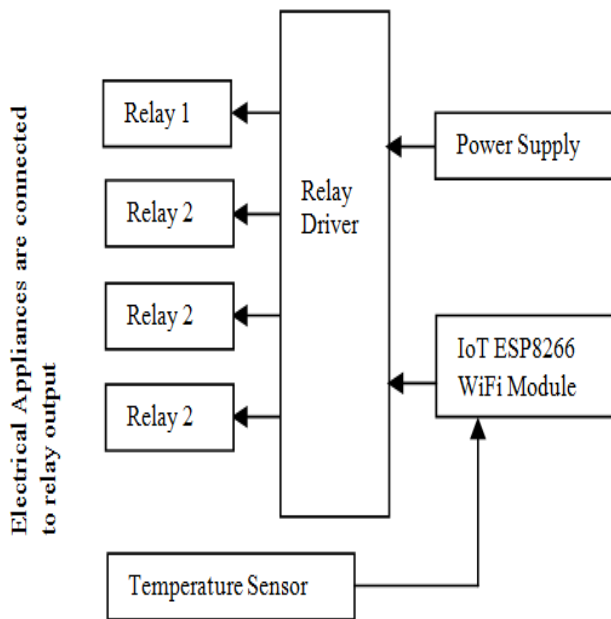 Electrical Appliances are connected
to relay output
Relay 1
Relay 2
Relay 2
Relay 2
Relay
Driver
Power Supply
IoT ESP8266
WiFi Module
Temperature Sensor